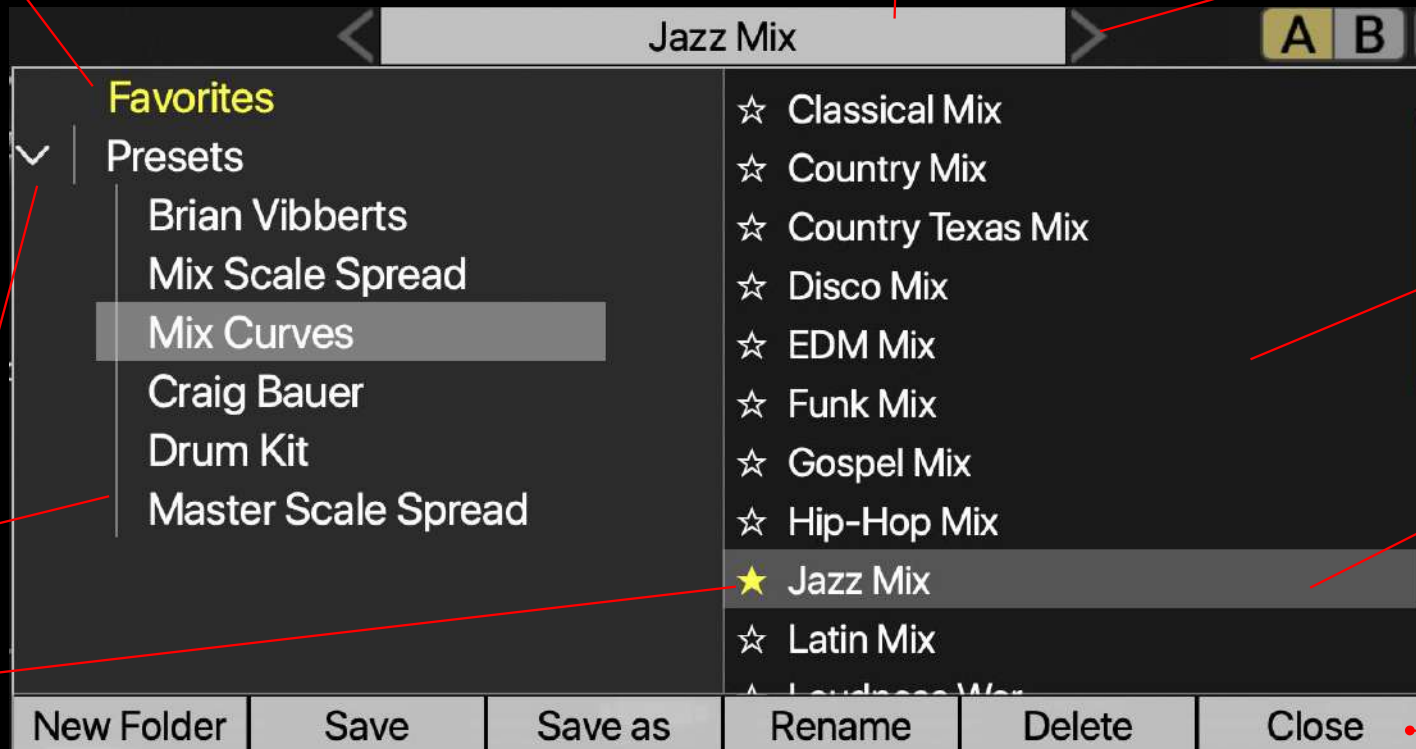 Jazz Mix
A B
Favorites
Presets
Brian Vibberts
Mix Scale Spread
Mix Curves
Craig Bauer
Drum Kit
Master Scale Spread
Classical Mix
Country Mix
Country Texas Mix
Disco Mix
EDM Mix
Funk Mix
Gospel Mix
Hip-Hop Mix
Jazz Mix
Latin Mix
New Folder Save Save as Rename Delete Close